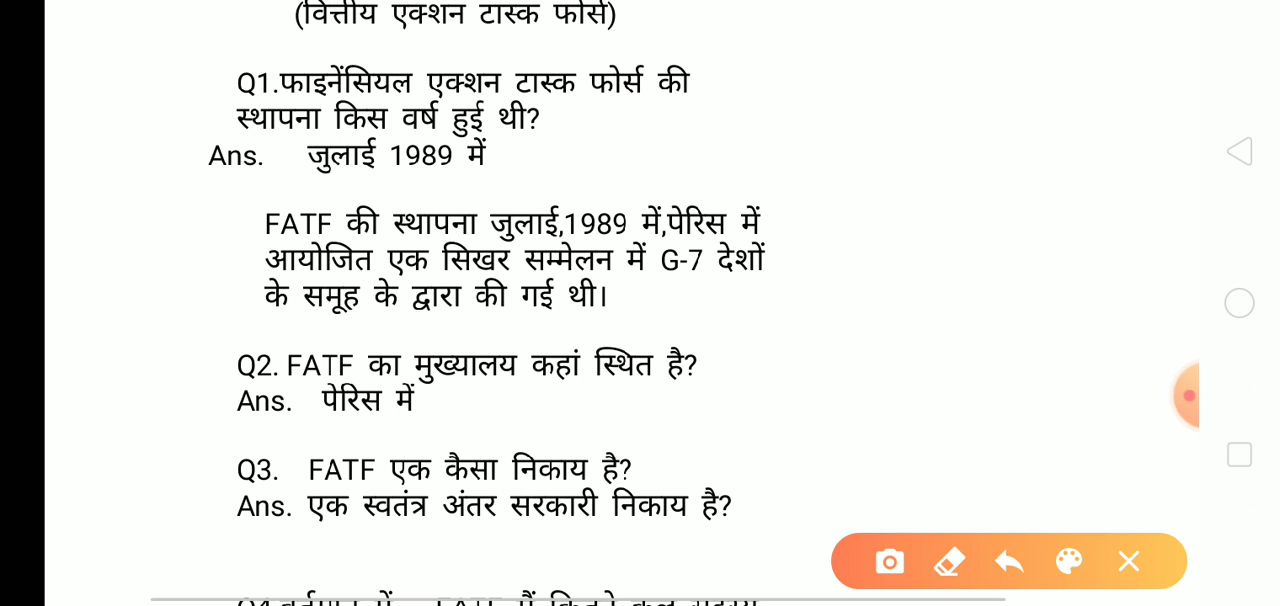 (वित्तीय एक्शन टास्क फोर्स)
Q1.फाइनेंसियल एक्शन टास्क फोर्स की
स्थापना किस वर्ष हुई थी?
Ans. जुलाई 1989 में
FATF की स्थापना जुलाई,1989 में,पेरिस में
आयोजित एक सिखर सम्मेलन में G-7 देशों
के समूह के द्वारा की गई थी।
Q2. FATF का मुख्यालय कहां स्थित है?
Ans. पेरिस में
Q3. FATF एक कैसा निकाय है?
Ans. एक स्वतंत्र अंतर सरकारी निकाय है?